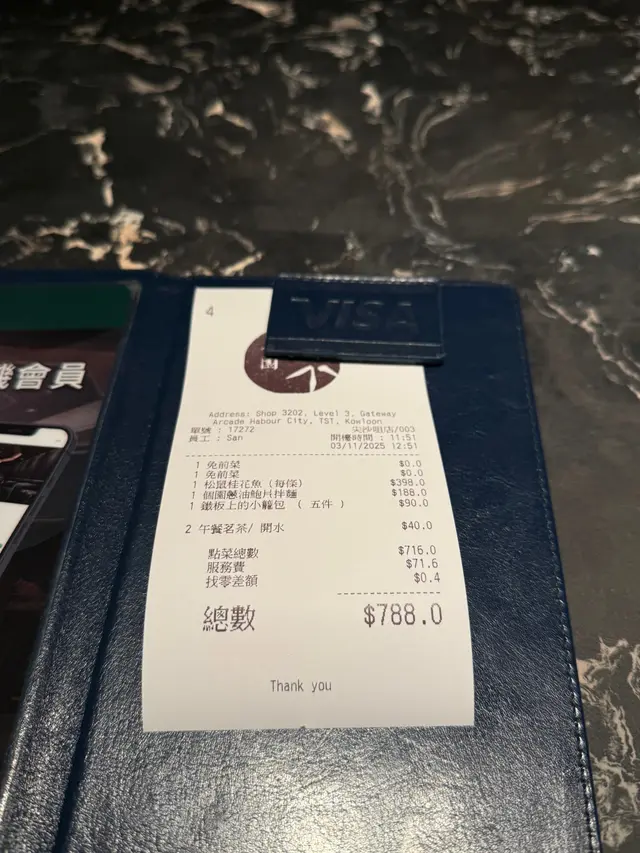 機會員
VISA
4
園
Address: Shop 3202, Level 3, Gateway
Arcade Habour City, TST, Kowloon
單號 : 17272 尖沙咀店/003
員工 : San 開檯時間 : 11:51
03/11/2025 12:51
1 免前菜 $0.0
1 免前菜 $0.0
1 松鼠桂花魚(每條) $398.0
1 個園蔥油鮑片拌麵 $188.0
1 鐵板上的小籠包 ( 五件 ) $90.0
2 午餐茗茶/ 開水 $40.0
點菜總數 $716.0
服務費 $71.6
找零差額 $0.4
總數 $788.0
Thank you